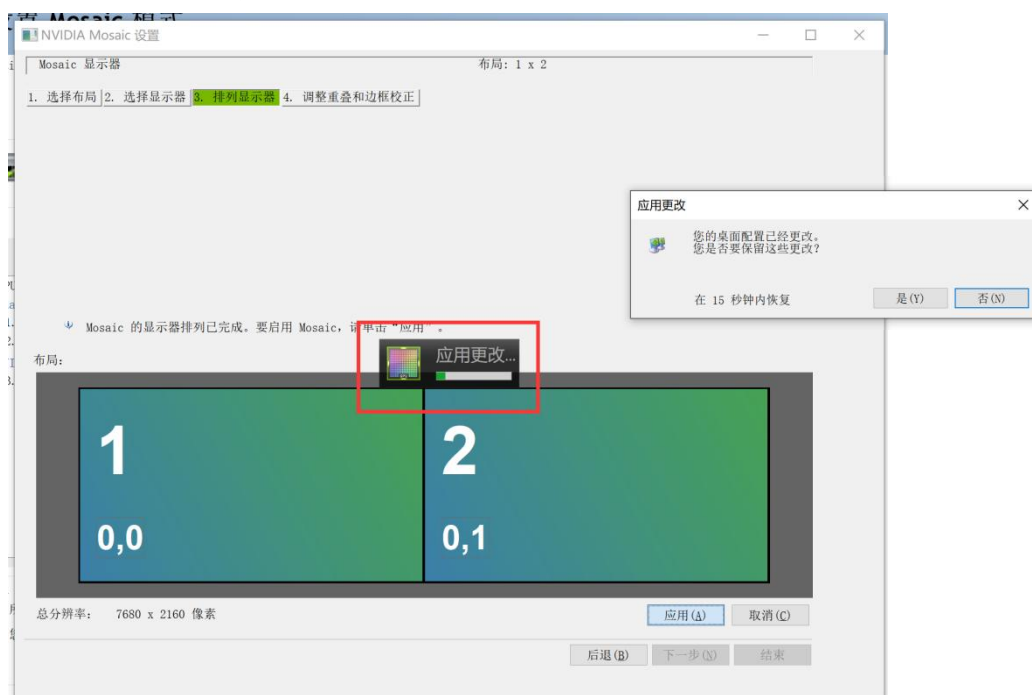 置 Mosaic 模式
NVIDIA Mosaic 设置
Mosaic 显示器
布局: 1 x 2
1. 选择布局
2. 选择显示器
3. 排列显示器
4. 调整重叠和边框校正
应用更改
您的桌面配置已经更改。
您是否要保留这些更改?
在 15 秒钟内恢复
是(Y)
否(N)
Mosaic 的显示器排列已完成。要启用 Mosaic, 请单击“应用”。
应用更改...
布局:
1
2
0,0
0,1
总分辨率: 7680 x 2160 像素
应用(A)
取消(C)
后退(B)
下一步(N)
结束